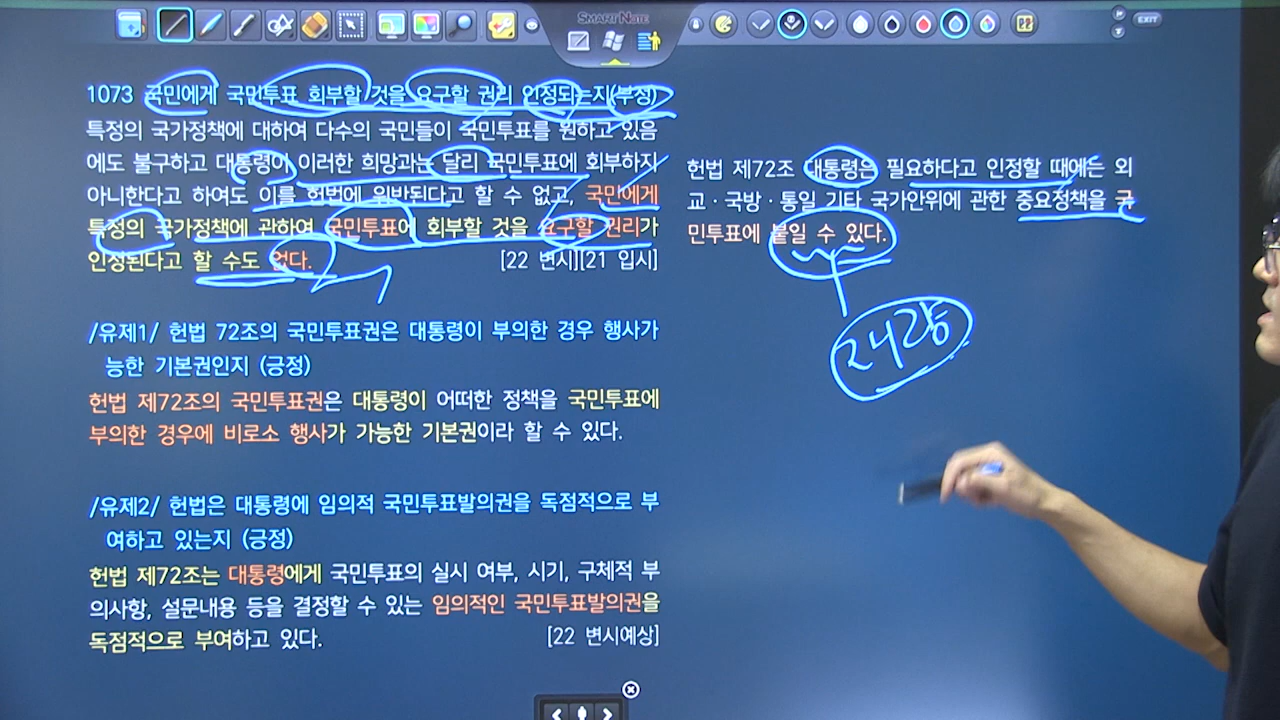 SMART NOTE
EXIT
1073 국민에게 국민투표 회부할 것을 요구할 권리 인정되는지(부정)
특정의 국가정책에 대하여 다수의 국민들이 국민투표를 원하고 있음
에도 불구하고 대통령이 이러한 희망과는 달리 국민투표에 회부하지
아니한다고 하여도 이를 헌법에 위반된다고 할 수 없고, 국민에게
특정의 국가정책에 관하여 국민투표에 회부할 것을 요구할 권리가
인정된다고 할 수도 없다. [22 변시][21 입시]
/유제1/ 헌법 72조의 국민투표권은 대통령이 부의한 경우 행사가
능한 기본권인지 (긍정)
헌법 제72조의 국민투표권은 대통령이 어떠한 정책을 국민투표에
부의한 경우에 비로소 행사가 가능한 기본권이라 할 수 있다.
/유제2/ 헌법은 대통령에 임의적 국민투표발의권을 독점적으로 부
여하고 있는지 (긍정)
헌법 제72조는 대통령에게 국민투표의 실시 여부, 시기, 구체적 부
의사항, 설문내용 등을 결정할 수 있는 임의적인 국민투표발의권을
독점적으로 부여하고 있다. [22 변시예상]
헌법 제72조 대통령은 필요하다고 인정할 때에는 외
교·국방·통일 기타 국가안위에 관한 중요정책을 국
민투표에 붙일 수 있다.
재량